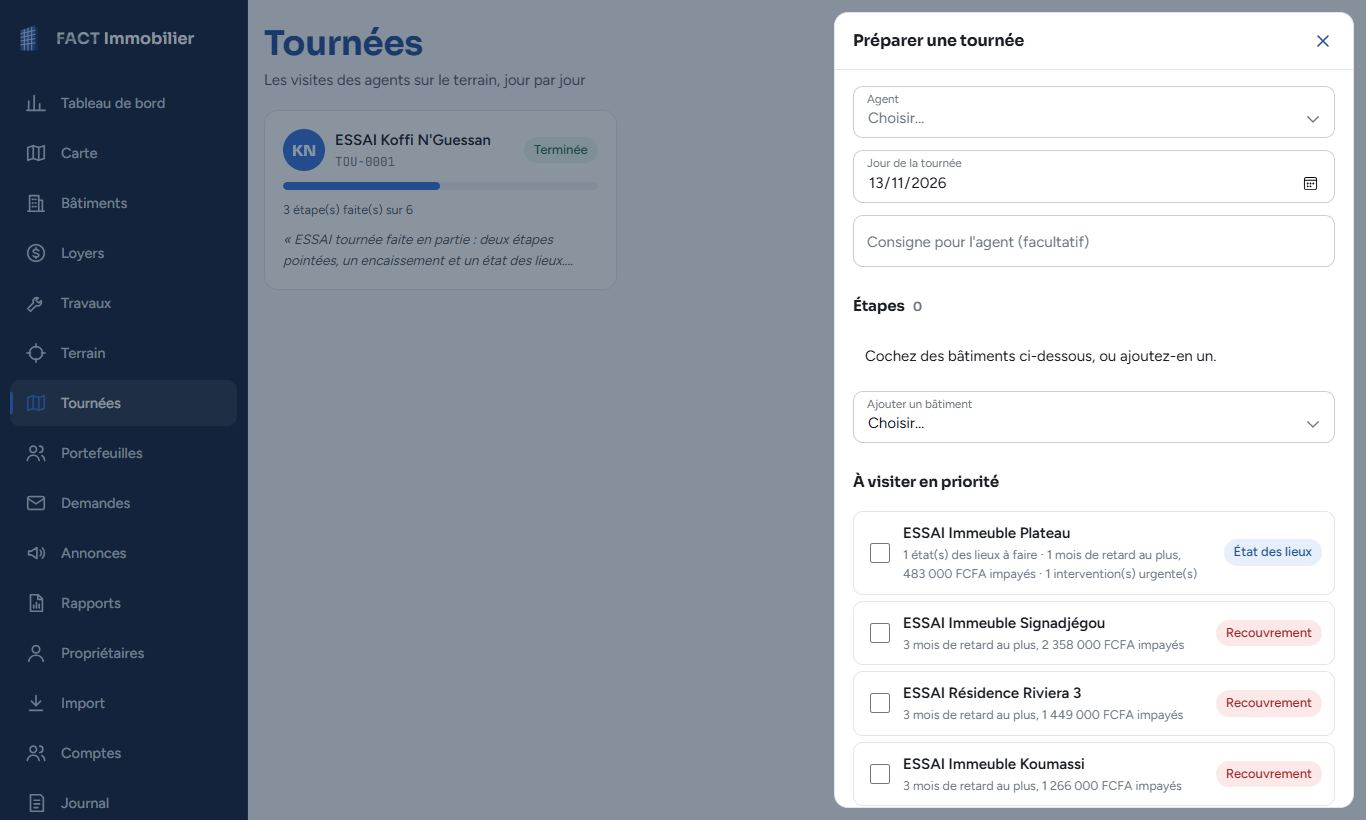 FACT Immobilier
Tableau de bord
Carte
Bâtiments
Loyers
Travaux
Terrain
Tournées
Portefeuilles
Demandes
Annonces
Rapports
Propriétaires
Import
Comptes
Journal
Tournées
Les visites des agents sur le terrain, jour par jour
KN
ESSAI Koffi N'Guessan
TOU-0001
Terminée
3 étape(s) faite(s) sur 6
« ESSAI tournée faite en partie : deux étapes
pointées, un encaissement et un état des lieux....
Préparer une tournée
Agent
Choisir...
Jour de la tournée
13/11/2026
Consigne pour l'agent (facultatif)
Étapes 0
Cochez des bâtiments ci-dessous, ou ajoutez-en un.
Ajouter un bâtiment
Choisir...
À visiter en priorité
ESSAI Immeuble Plateau
1 état(s) des lieux à faire · 1 mois de retard au plus,
483 000 FCFA impayés · 1 intervention(s) urgente(s)
État des lieux
ESSAI Immeuble Signadjégou
3 mois de retard au plus, 2 358 000 FCFA impayés
Recouvrement
ESSAI Résidence Riviera 3
3 mois de retard au plus, 1 449 000 FCFA impayés
Recouvrement
ESSAI Immeuble Koumassi
3 mois de retard au plus, 1 266 000 FCFA impayés
Recouvrement